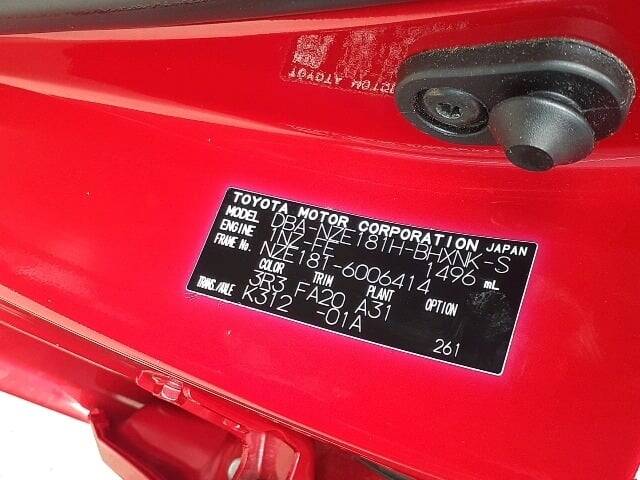 TOYOTA MOTOR CORPORATION JAPAN
MODEL DBA-NZE181H-BHXNK-S
ENGINE 1NZ-FE 1496 mL
FRAME No. NZE181-6006414
COLOR TRIM PLANT OPTION
3R3 FA20 A31
TRANS./AXLE K312 -01A
261